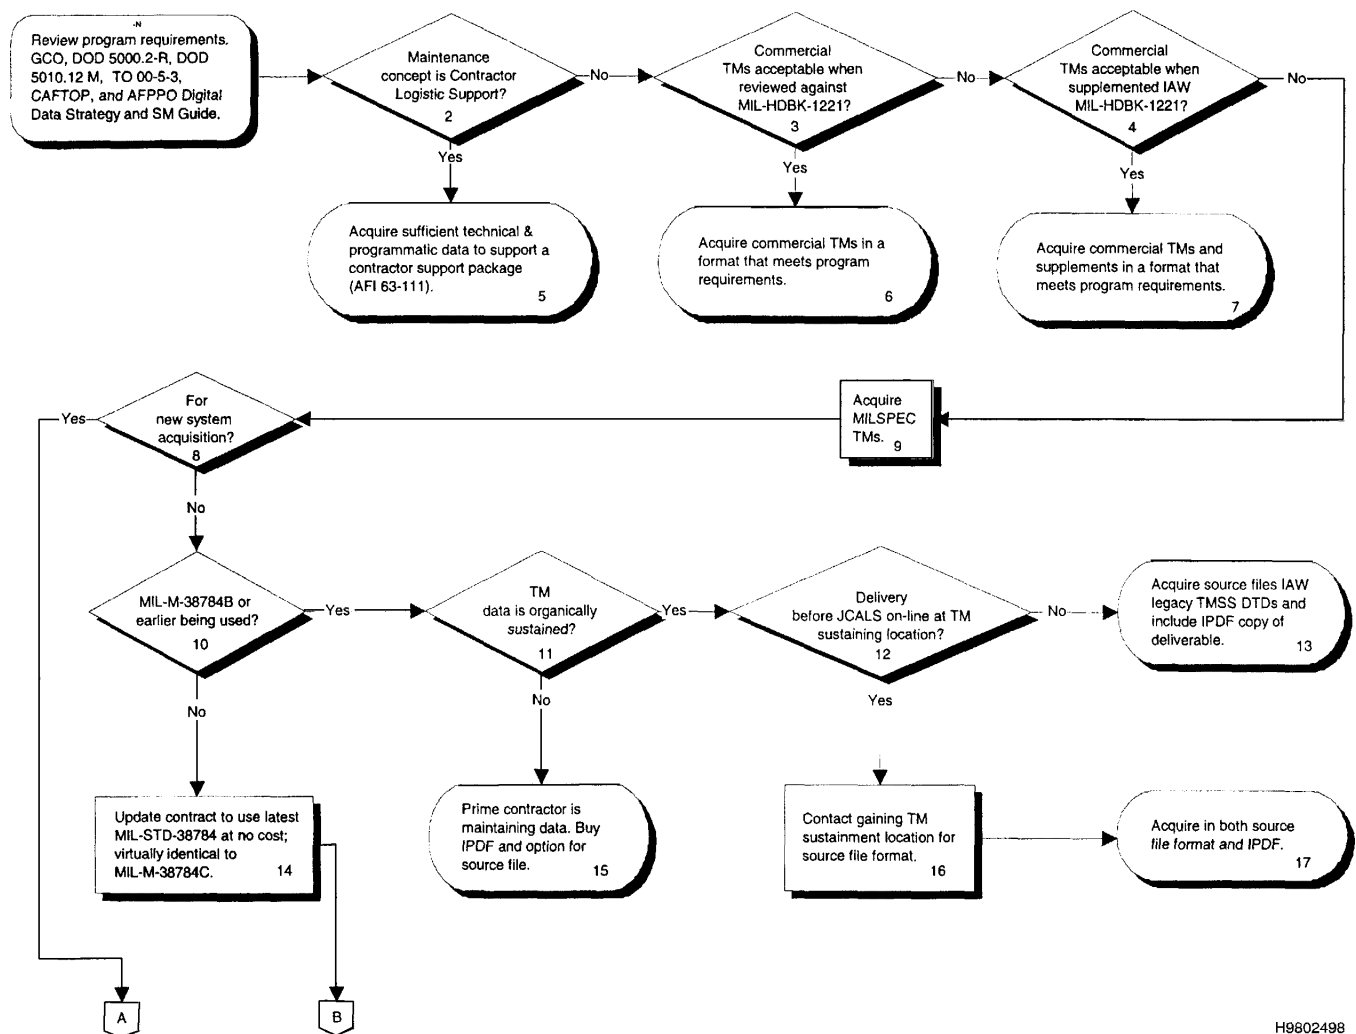 -N
Review program requirements.
GCO, DOD 5000.2-R, DOD
5010.12 M, TO 00-5-3,
CAFTOP, and AFPPO Digital
Data Strategy and SM Guide.
Maintenance
concept is Contractor
Logistic Support?
2
No
Commercial
TMs acceptable when
reviewed against
MIL-HDBK-1221?
3
No
Commercial
TMs acceptable when
supplemented IAW
MIL-HDBK-1221?
4
No
Yes
Yes
Yes
Acquire sufficient technical &
programmatic data to support a
contractor support package
(AFI 63-111).
5
Acquire commercial TMs in a
format that meets program
requirements.
6
Acquire commercial TMs and
supplements in a format that
meets program requirements.
7
Yes
For
new system
acquisition?
8
Acquire
MILSPEC
TMs.
9
No
MIL-M-38784B or
earlier being used?
10
Yes
TM
data is organically
sustained?
11
Yes
Delivery
before JCALS on-line at TM
sustaining location?
12
No
Acquire source files IAW
legacy TMSS DTDs and
include IPDF copy of
deliverable.
13
No
No
Yes
Update contract to use latest
MIL-STD-38784 at no cost;
virtually identical to
MIL-M-38784C.
14
Prime contractor is
maintaining data. Buy
IPDF and option for
source file.
15
Contact gaining TM
sustainment location for
source file format.
16
Acquire in both source
file format and IPDF.
17
A
B
H9802498